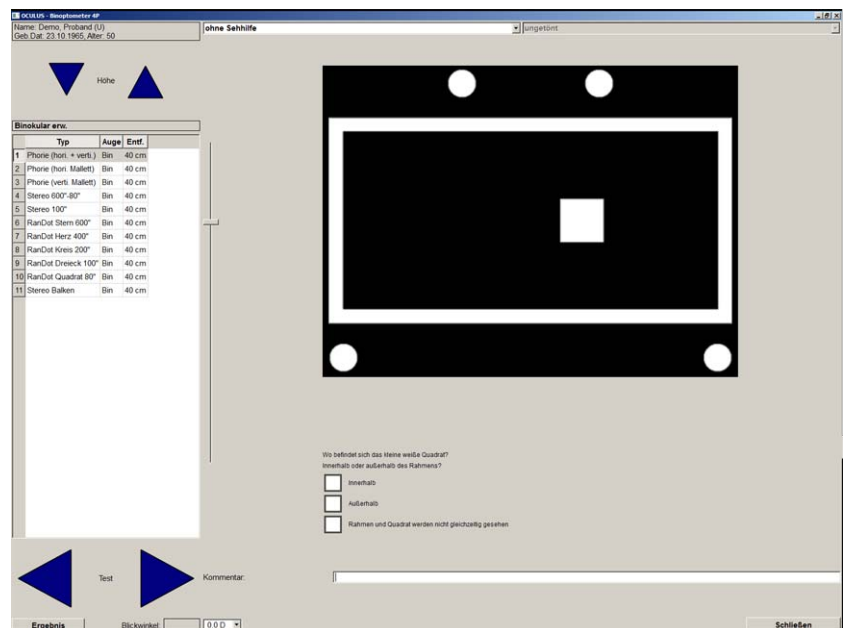 OCULUS - Binoptometer 4P
Name: Demo, Proband (U)
Geb.Dat: 23.10.1965, Alter: 50
ohne Sehhilfe
ungetönt
Höhe
Binokular erw.
Typ Auge Entf.
1 Phorie (hori. + verti.) Bin 40 cm
2 Phorie (hori. Mallett) Bin 40 cm
3 Phorie (verti. Mallett) Bin 40 cm
4 Stereo 600"-80" Bin 40 cm
5 Stereo 100" Bin 40 cm
6 RanDot Stern 600" Bin 40 cm
7 RanDot Herz 400" Bin 40 cm
8 RanDot Kreis 200" Bin 40 cm
9 RanDot Dreieck 100" Bin 40 cm
10 RanDot Quadrat 80" Bin 40 cm
11 Stereo Balken Bin 40 cm
Wo befindet sich das kleine weiße Quadrat?
Innerhalb oder außerhalb des Rahmens?
Innerhalb
Außerhalb
Rahmen und Quadrat werden nicht gleichzeitig gesehen
Test
Kommentar:
Ergebnis
Blickwinkel:
0.0 D
Schließen